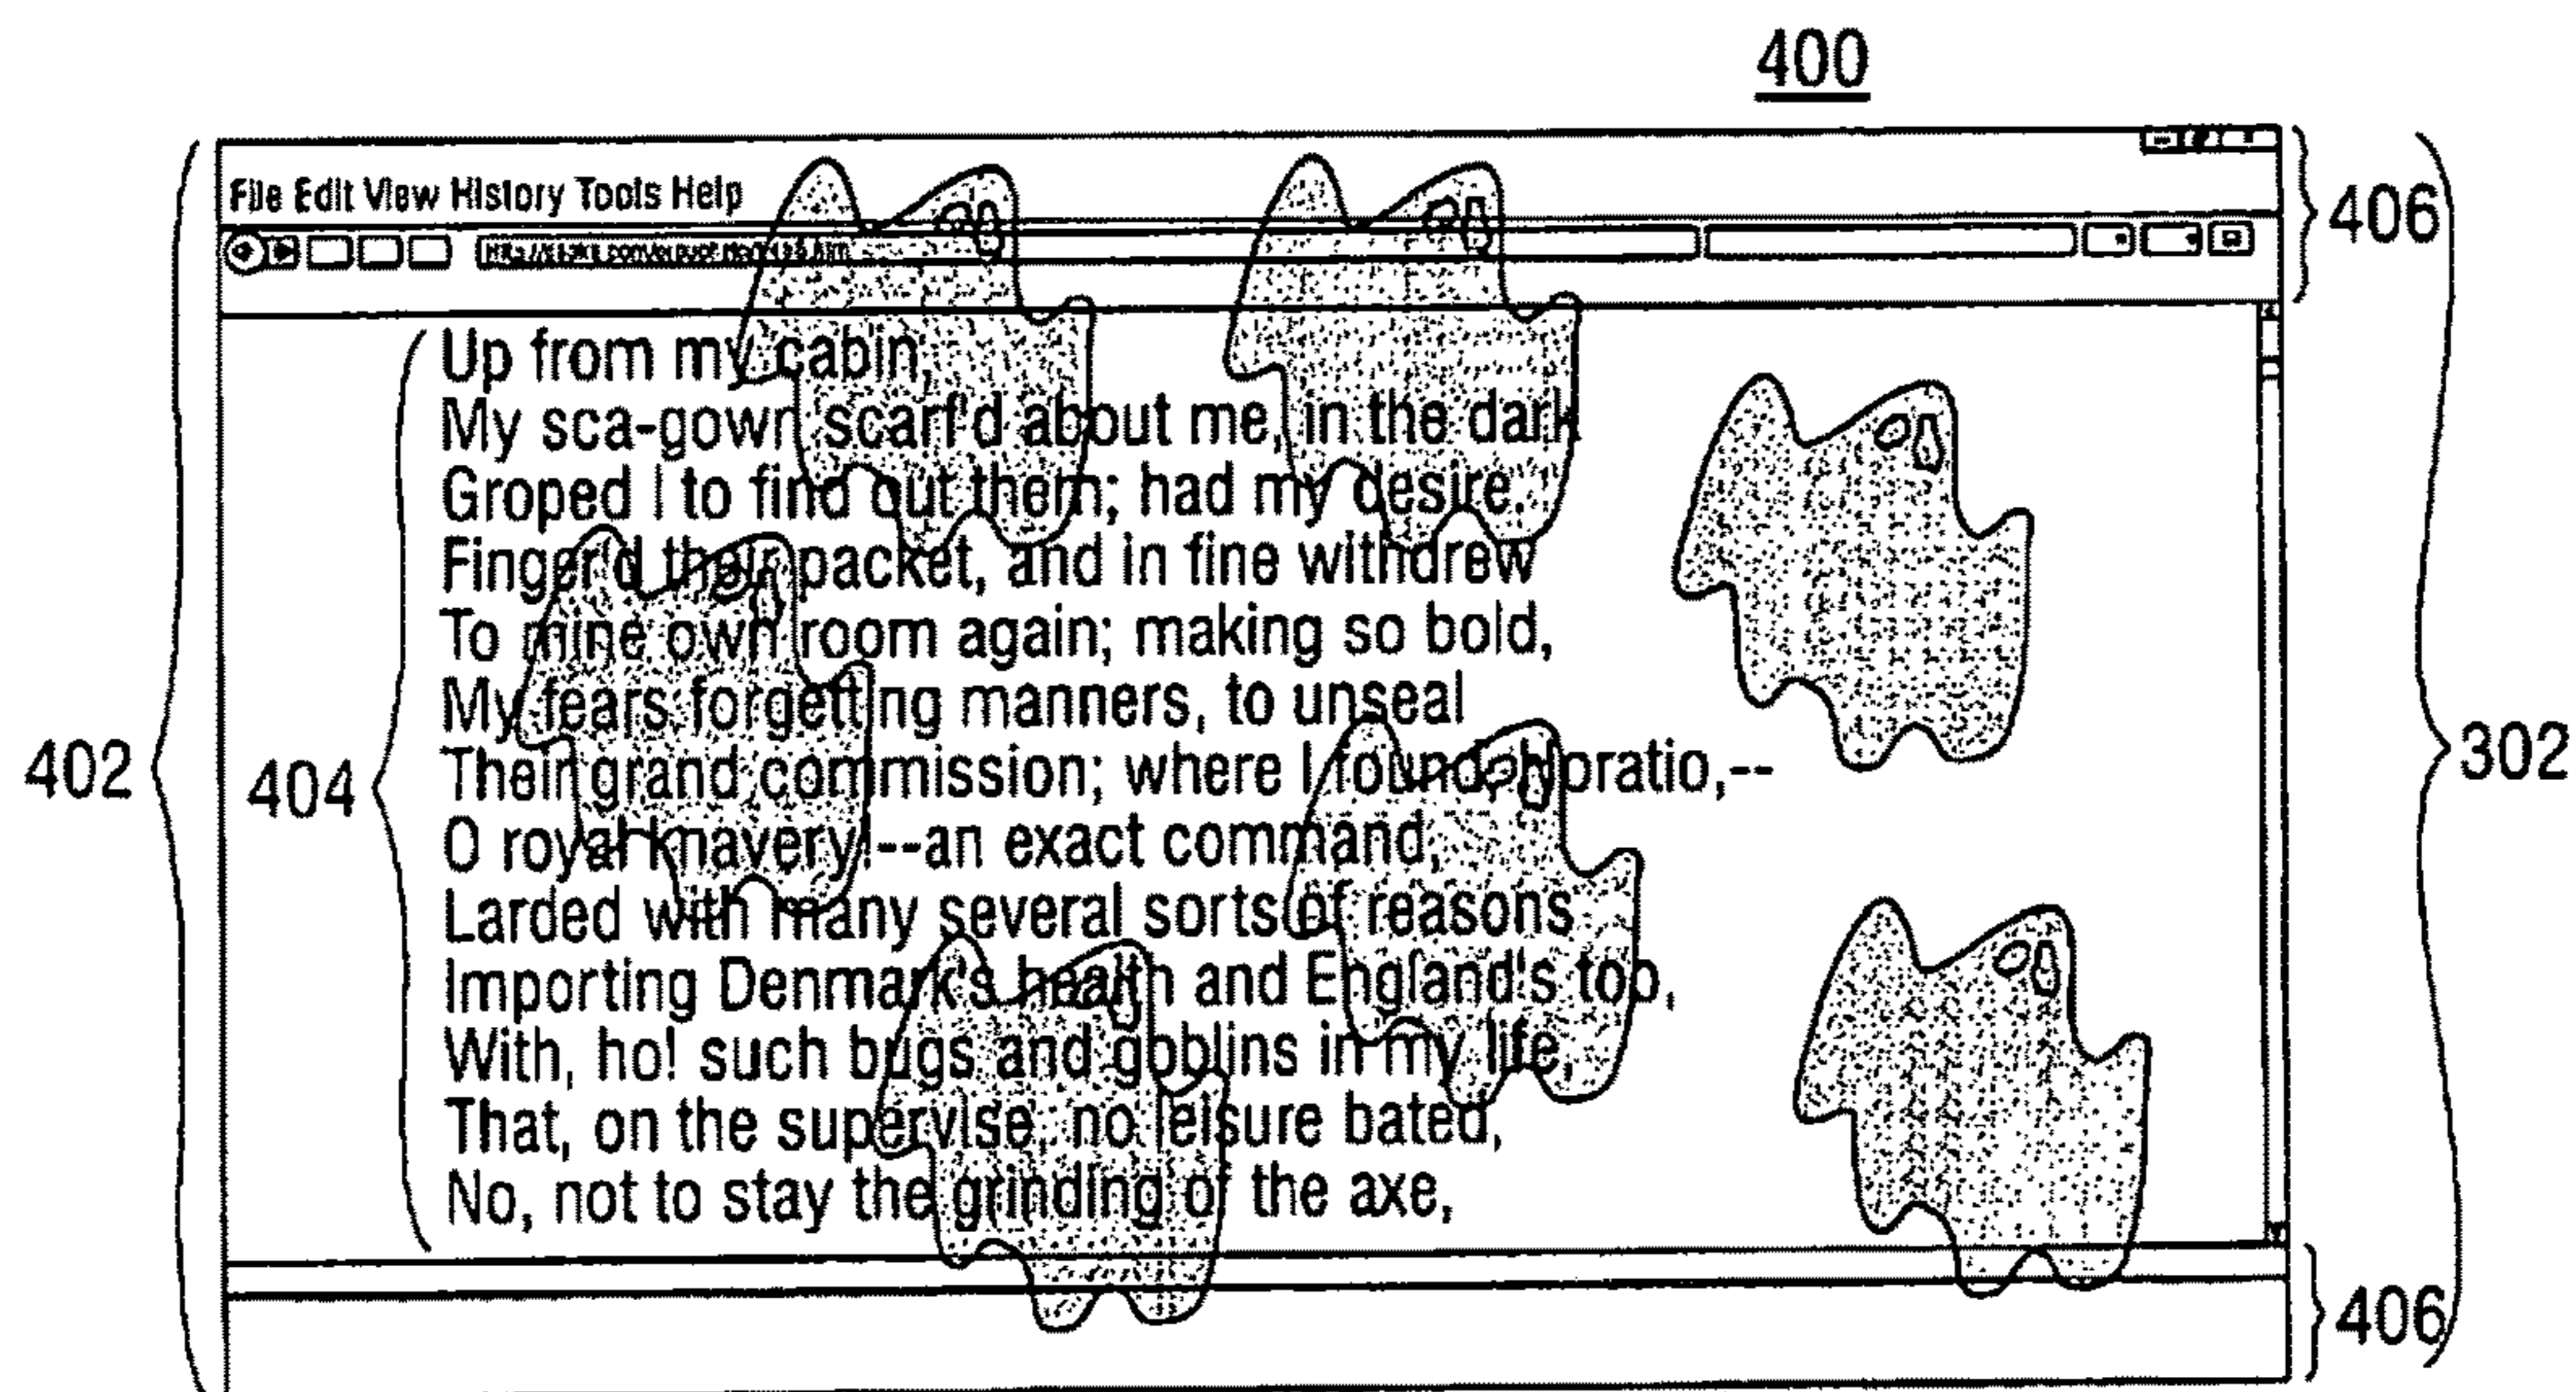 400
File Edit View History Tools Help
406
Up from my cabin,
My sca-gown scarf'd about me, in the dark
Groped I to find out them; had my desire.
Finger'd their packet, and in fine withdrew
To mine own room again; making so bold,
My fears forgetting manners, to unseal
402
404
302
Their grand commission; where I found, Horatio,--
O royal knavery!--an exact command,
Larded with many several sorts of reasons
Importing Denmark's health and England's too,
With, ho! such bugs and goblins in my life,
That, on the supervise, no leisure bated,
No, not to stay the grinding of the axe,
406